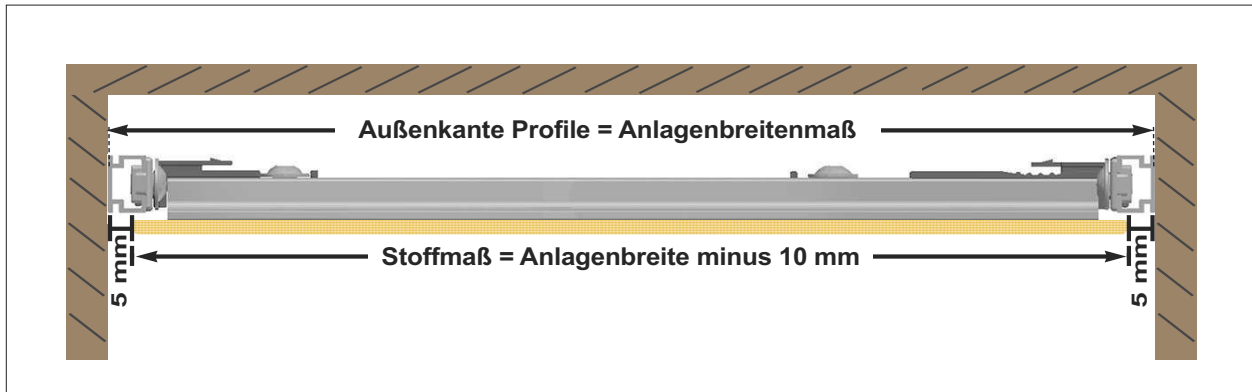 Außenkante Profile = Anlagenbreitenmaß
Stoffmaß = Anlagenbreite minus 10 mm
5 mm
5 mm